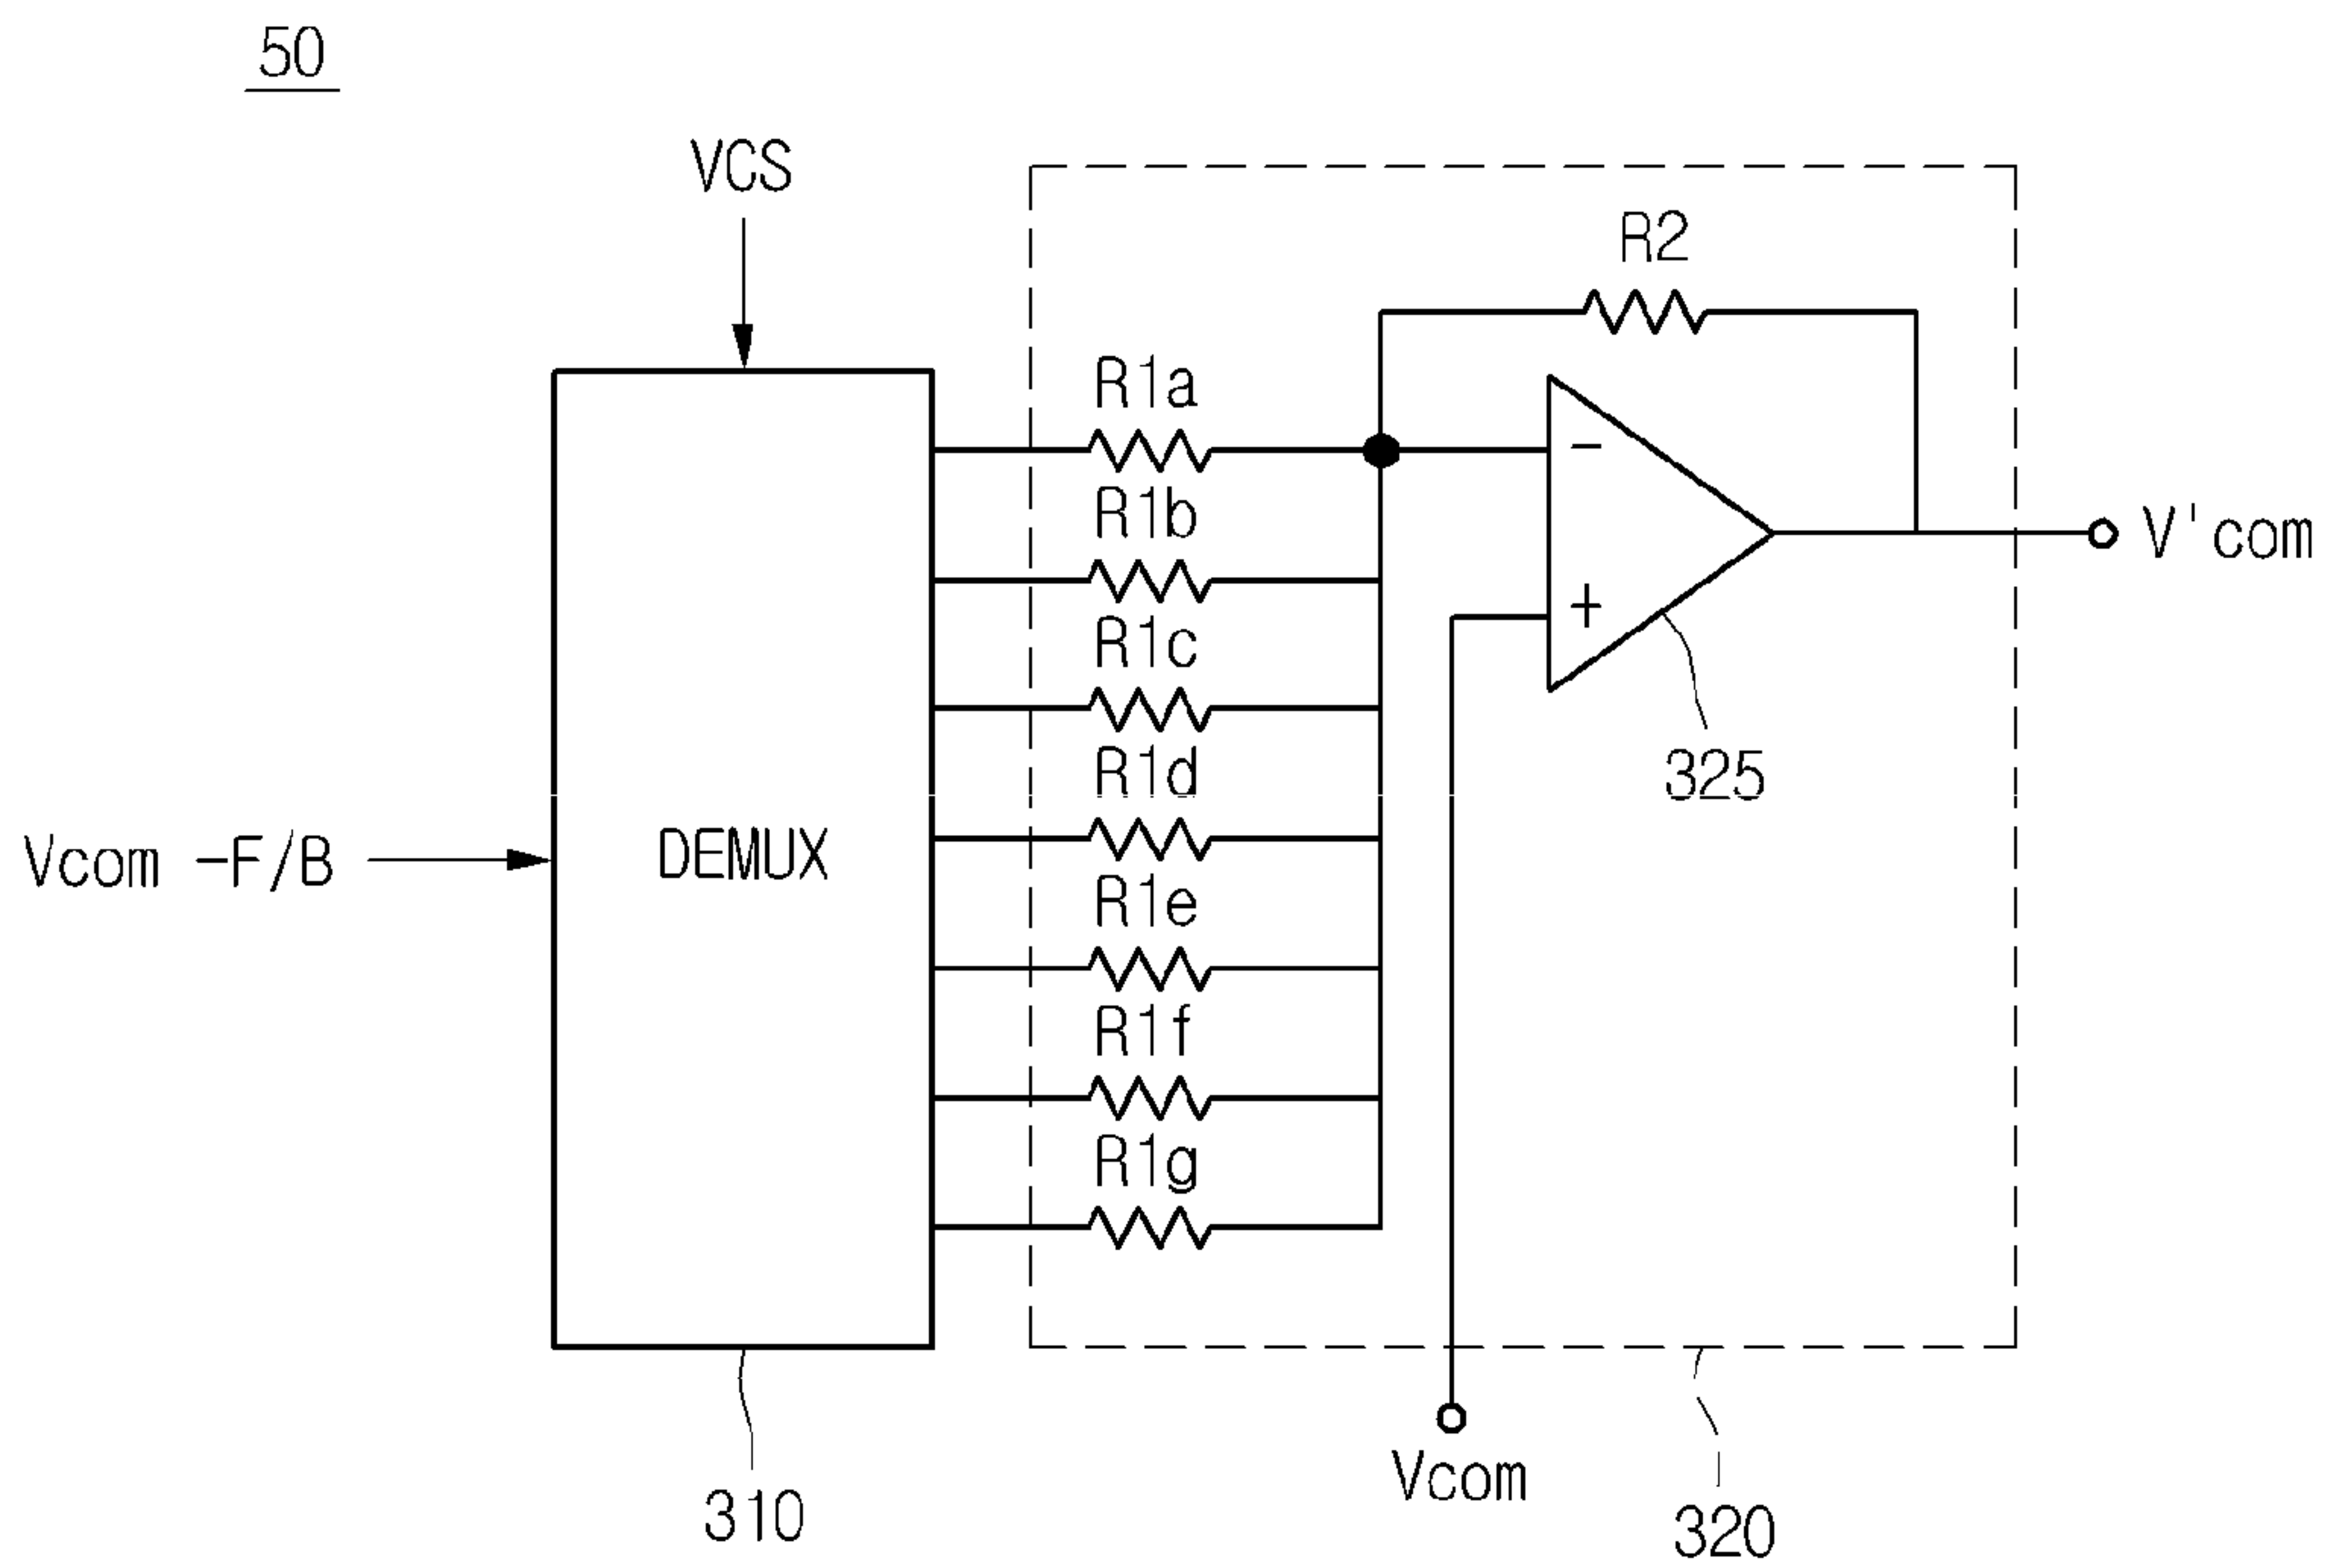 50
VCS
R2
R1a
-
R1b
V'com
+
R1c
325
R1d
Vcom -F/B
DEMUX
R1e
R1f
R1g
Vcom
310
320